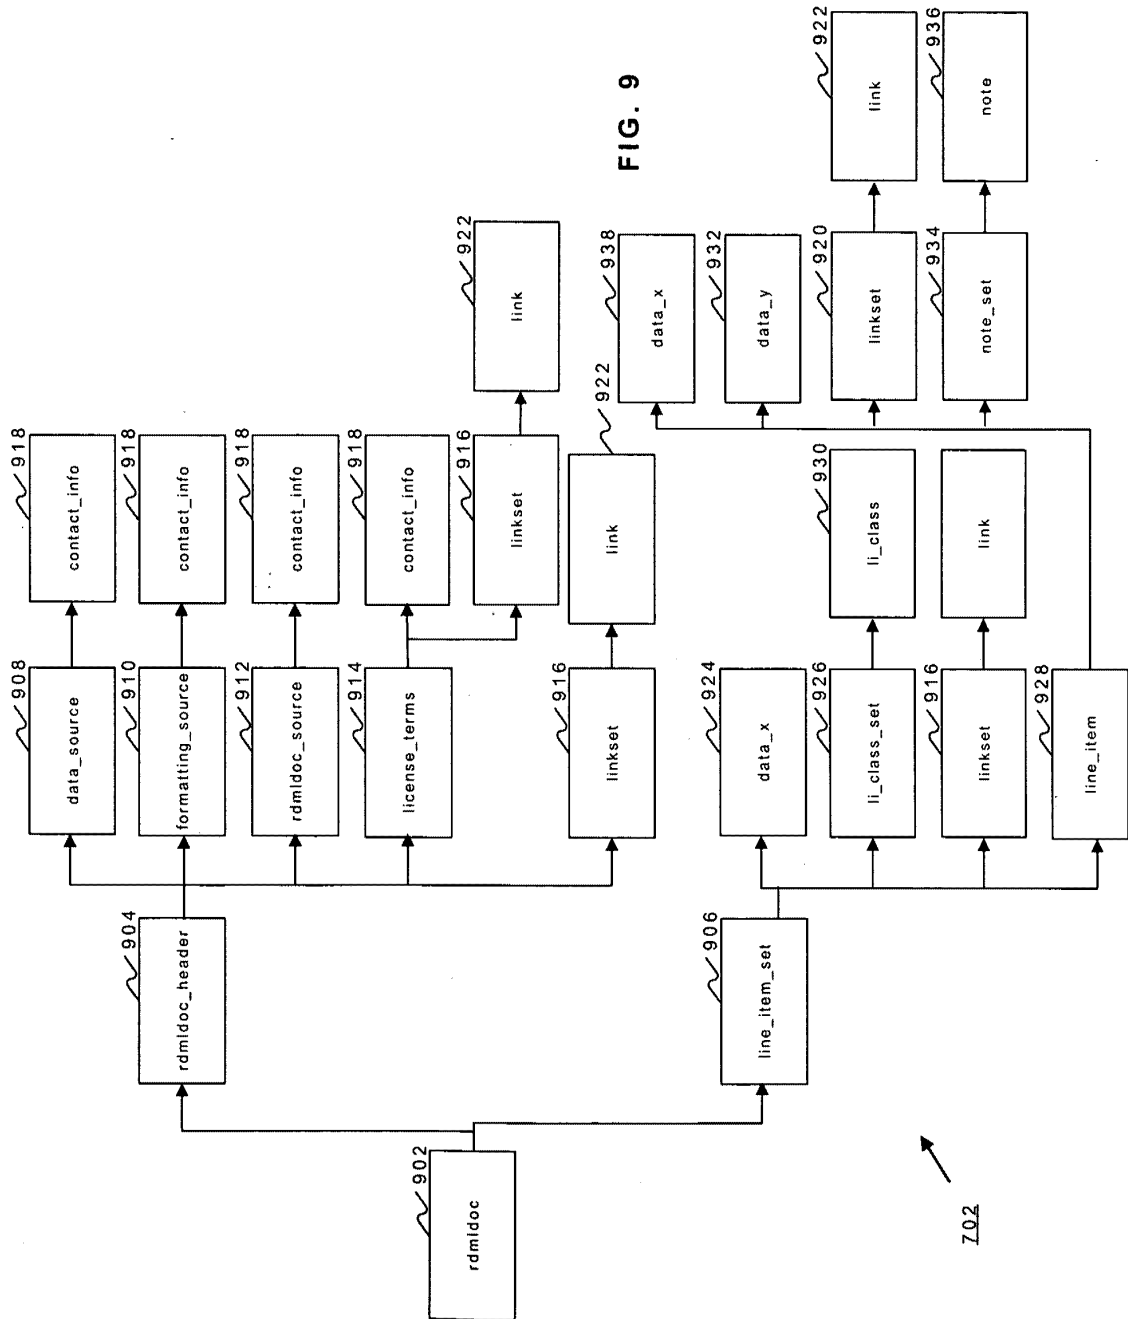 908
918
data_source
contact_info
904
910
918
rdmldoc_header
formatting_source
contact_info
912
918
rdmldoc_source
contact_info
914
918
license_terms
contact_info
902
916
922
rdmldoc
linkset
link
916
922
linkset
link
FIG. 9
938
data_x
906
924
932
line_item_set
data_x
data_y
926
930
920
922
li_class_set
li_class
linkset
link
916
934
936
linkset
link
note_set
note
702
928
line_item